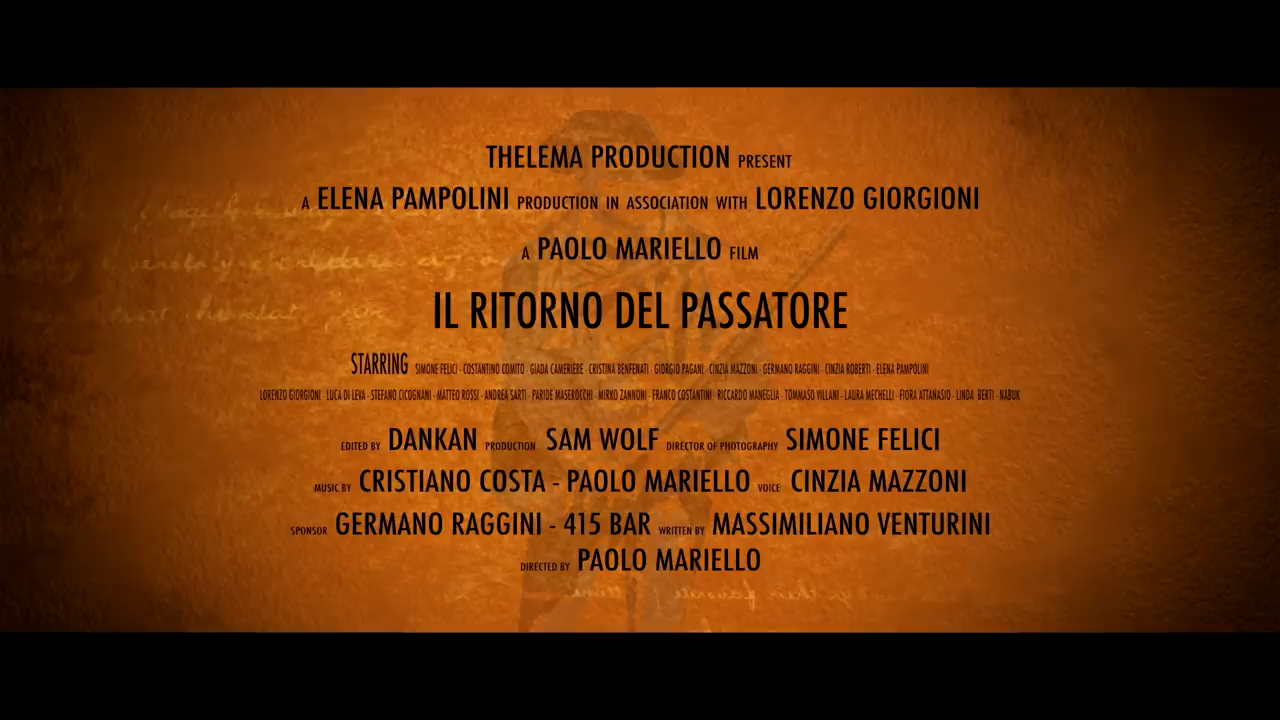 THELEMA PRODUCTION PRESENT
A ELENA PAMPOLINI PRODUCTION IN ASSOCIATION WITH LORENZO GIORGIONI
A PAOLO MARIELLO FILM
IL RITORNO DEL PASSATORE
STARRING SIMONE FELICI - COSTANTINO COMITO - GIADA CAMERIERE - CRISTINA BENFENATI - GIORGIO PAGANI - CINZIA MAZZONI - GERMANO RAGGINI - CINZIA ROBERTI - ELENA PAMPOLINI
LORENZO GIORGIONI - LUCA DI LEVA - STEFANO CICOGNANI - MATTEO ROSSI - ANDREA SARTI - PARIDE MASEROCCHI - MIRKO ZANNONI - FRANCO COSTANTINI - RICCARDO MANEGLIA - TOMMASO VILLANI - LAURA MECHELLI - FIORA ATTANASIO - LINDA BERTI - NABUK
EDITED BY DANKAN PRODUCTION SAM WOLF DIRECTOR OF PHOTOGRAPHY SIMONE FELICI
MUSIC BY CRISTIANO COSTA - PAOLO MARIELLO VOICE CINZIA MAZZONI
SPONSOR GERMANO RAGGINI - 415 BAR WRITTEN BY MASSIMILIANO VENTURINI
DIRECTED BY PAOLO MARIELLO